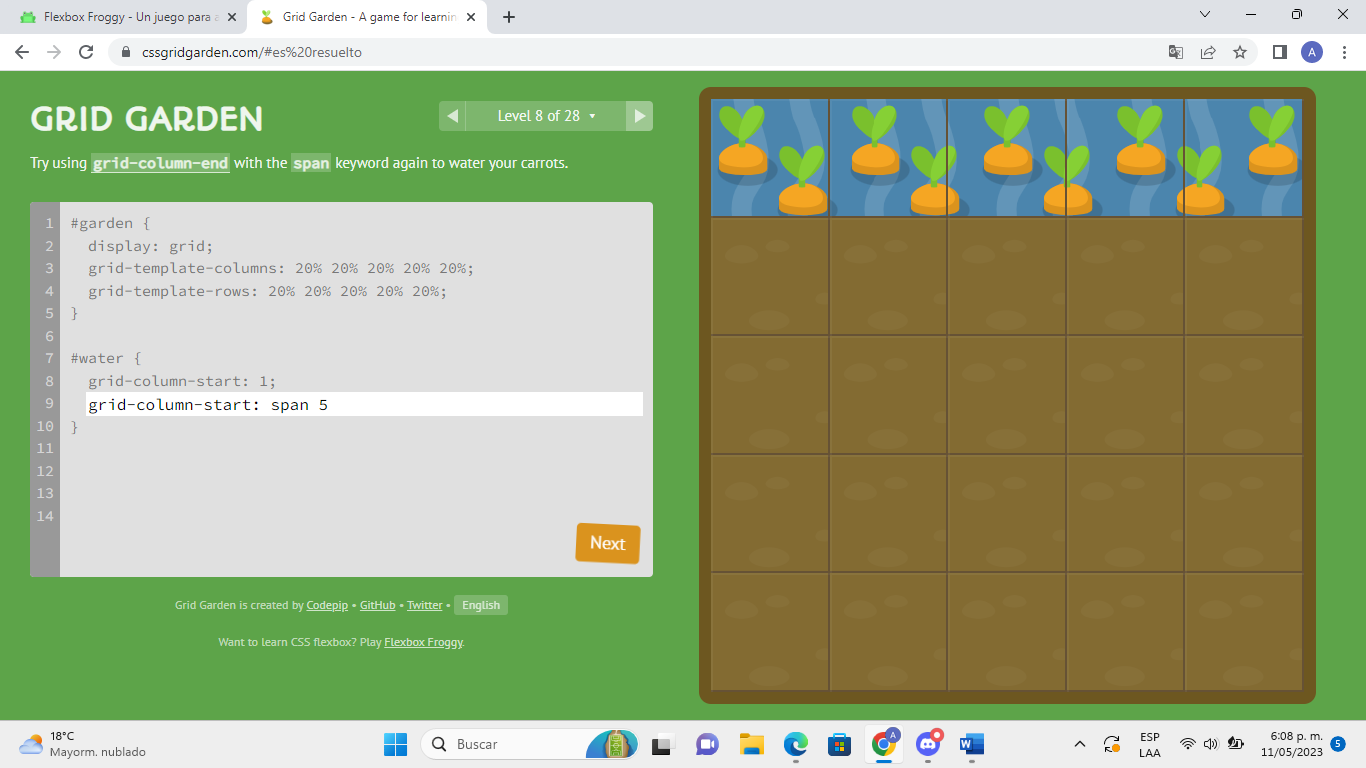 Flexbox Froggy - Un juego para a
Grid Garden - A game for learnin
cssgridgarden.com/#es%20resuelto
A
GRID GARDEN
Level 8 of 28
Try using grid-column-end with the span keyword again to water your carrots.
1 #garden {
2 display: grid;
3 grid-template-columns: 20% 20% 20% 20% 20%;
4 grid-template-rows: 20% 20% 20% 20% 20%;
5 }
6
7 #water {
8 grid-column-start: 1;
9 grid-column-start: span 5
10 }
11
12
13
14
Next
Grid Garden is created by Codepip • GitHub • Twitter • English
Want to learn CSS flexbox? Play Flexbox Froggy.
18°C
Mayorm. nublado
Buscar
A
W
ESP
LAA
6:08 p. m.
11/05/2023
5